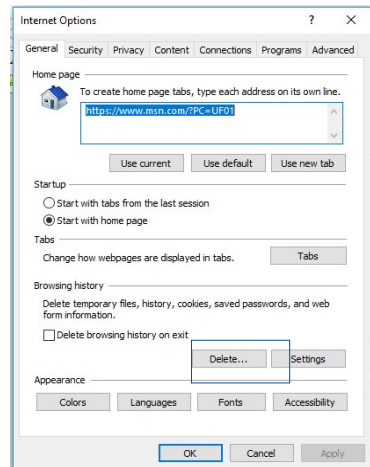 Internet Options ? X
General Security Privacy Content Connections Programs Advanced
Home page
To create home page tabs, type each address on its own line.
https://www.msn.com/?PC=UF01
Use current Use default Use new tab
Startup
Start with tabs from the last session
Start with home page
Tabs
Change how webpages are displayed in tabs. Tabs
Browsing history
Delete temporary files, history, cookies, saved passwords, and web
form information.
Delete browsing history on exit
Delete... Settings
Appearance
Colors Languages Fonts Accessibility
OK Cancel Apply